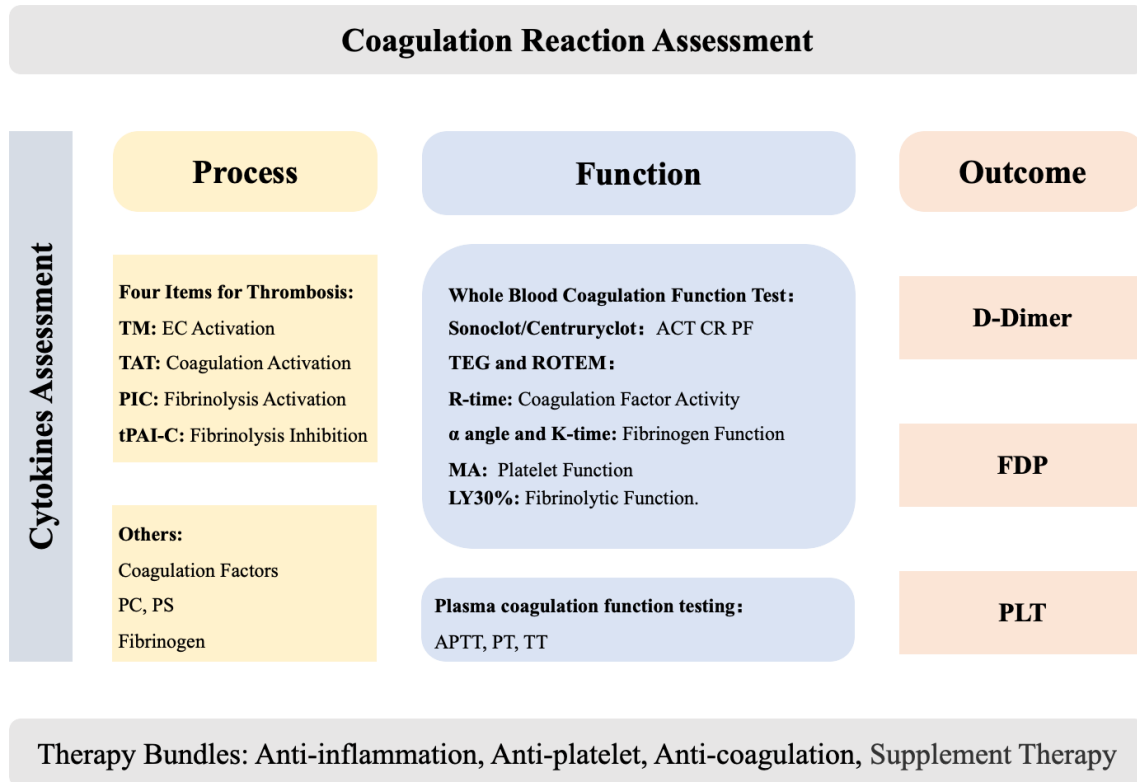 Coagulation Reaction Assessment
Cytokines Assessment
Process
Four Items for Thrombosis:
TM: EC Activation
TAT: Coagulation Activation
PIC: Fibrinolysis Activation
tPAI-C: Fibrinolysis Inhibition
Others:
Coagulation Factors
PC, PS
Fibrinogen
Function
Whole Blood Coagulation Function Test：
Sonoclot/Centruryclot： ACT CR PF
TEG and ROTEM：
R-time: Coagulation Factor Activity
α angle and K-time: Fibrinogen Function
MA: Platelet Function
LY30%: Fibrinolytic Function.
Plasma coagulation function testing：
APTT, PT, TT
Outcome
D-Dimer
FDP
PLT
Therapy Bundles: Anti-inflammation, Anti-platelet, Anti-coagulation, Supplement Therapy